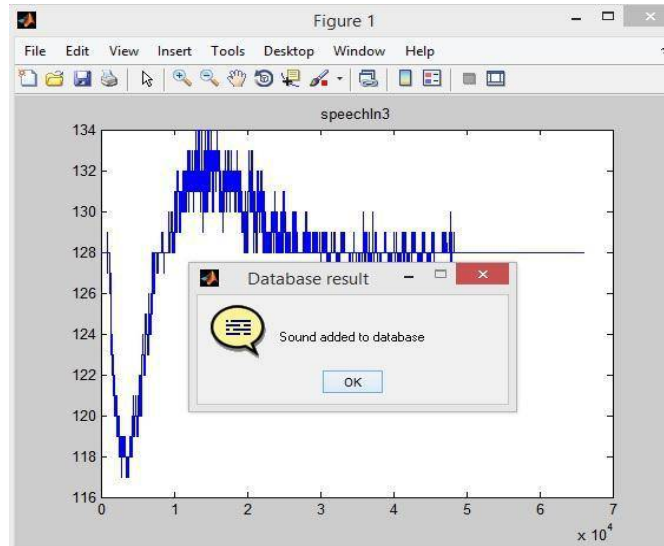 Figure 1
File Edit View Insert Tools Desktop Window Help
speechIn3
134
132
130
128
126
124
122
120
118
116
Database result
Sound added to database
OK
0 1 2 3 4 5 6 7
x 10^4